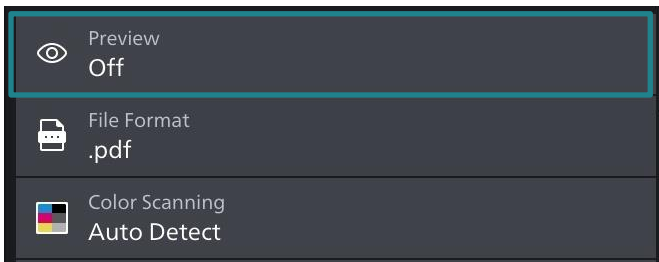 Preview
Off
File Format
.pdf
Color Scanning
Auto Detect